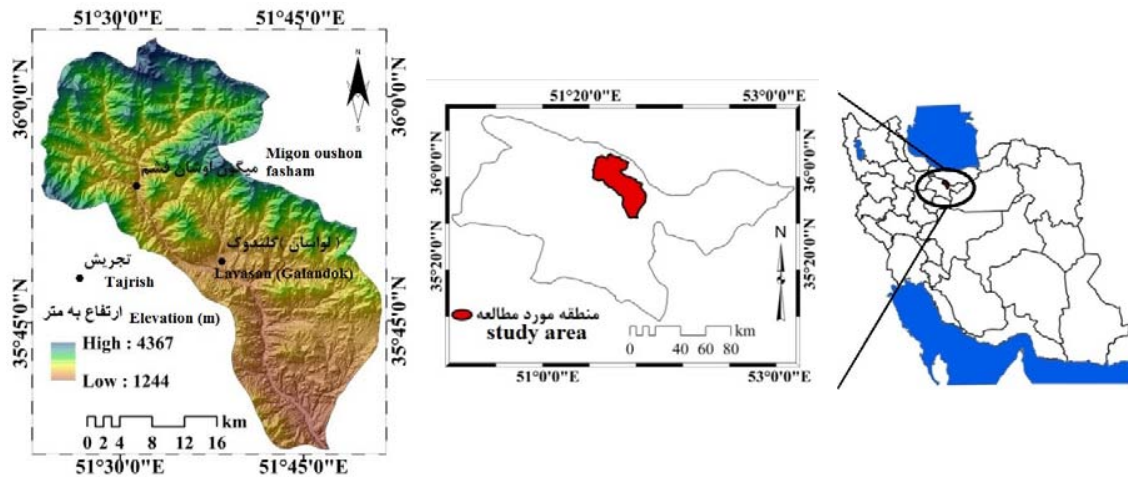 51°30'0"E
51°45'0"E
36°0'0"N
35°45'0"N
N
S
Migon oushon
fasham
میگون اوشان فشم
لواسان (گلندوک)
Lavasan (Galandok)
تجریش
Tajrish
ارتفاع به متر
Elevation (m)
High : 4367
Low : 1244
km
0 2 4 8 12 16
51°30'0"E
51°45'0"E
36°0'0"N
35°45'0"N
51°20'0"E
53°0'0"E
36°0'0"N
35°20'0"N
36°0'0"N
35°20'0"N
N
منطقه مورد مطالعه
study area
km
0 40 60 80
51°0'0"E
53°0'0"E